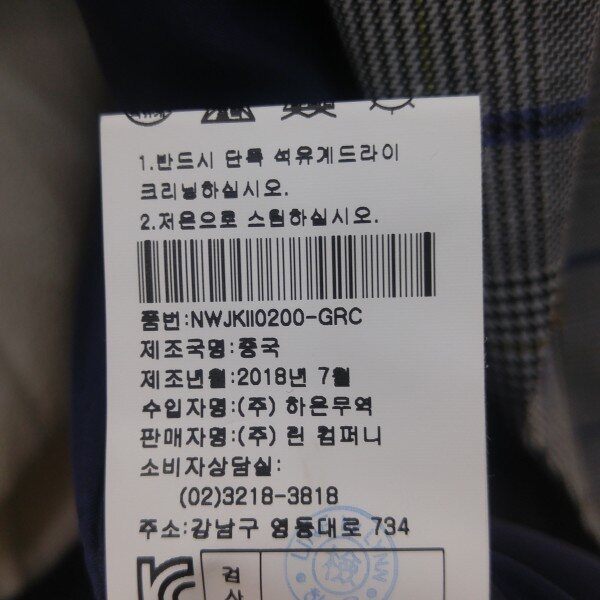 1.반드시 단독 석유계드라이
크리닝하십시오.
2.저온으로 스팀하십시오.
품번:NWJKII0200-GRC
제조국명:중국
제조년월:2018년 7월
수입자명:(주) 하은무역
판매자명:(주) 린 컴퍼니
소비자상담실:
(02)3218-3818
주소:강남구 영동대로 734
검